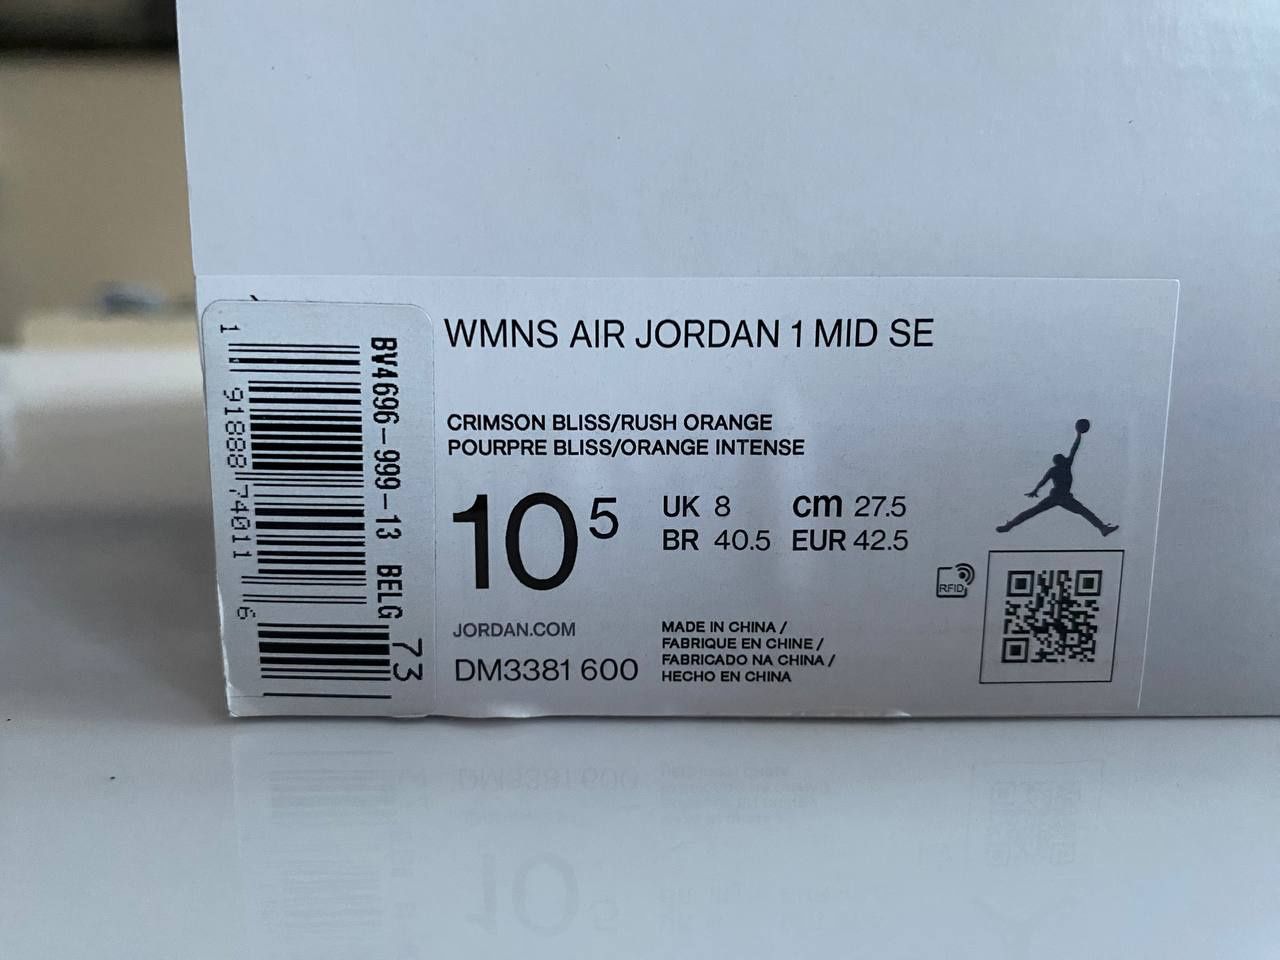 WMNS AIR JORDAN 1 MID SE
CRIMSON BLISS/RUSH ORANGE
POURPRE BLISS/ORANGE INTENSE
10 5
UK 8 cm 27.5
BR 40.5 EUR 42.5
RFID
JORDAN.COM
DM3381 600
MADE IN CHINA /
FABRIQUE EN CHINE /
FABRICADO NA CHINA /
HECHO EN CHINA
BV4696-999-13 BELG 73
1 91888 74011 6